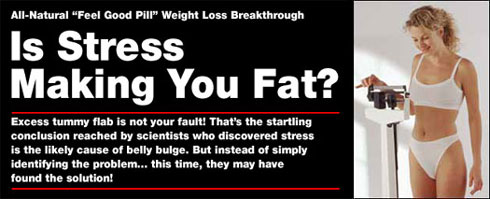 All-Natural “Feel Good Pill” Weight Loss Breakthrough
Is Stress
Making You Fat?
Excess tummy flab is not your fault! That's the startling
conclusion reached by scientists who discovered stress
is the likely cause of belly bulge. But instead of simply
identifying the problem... this time, they may have
found the solution!